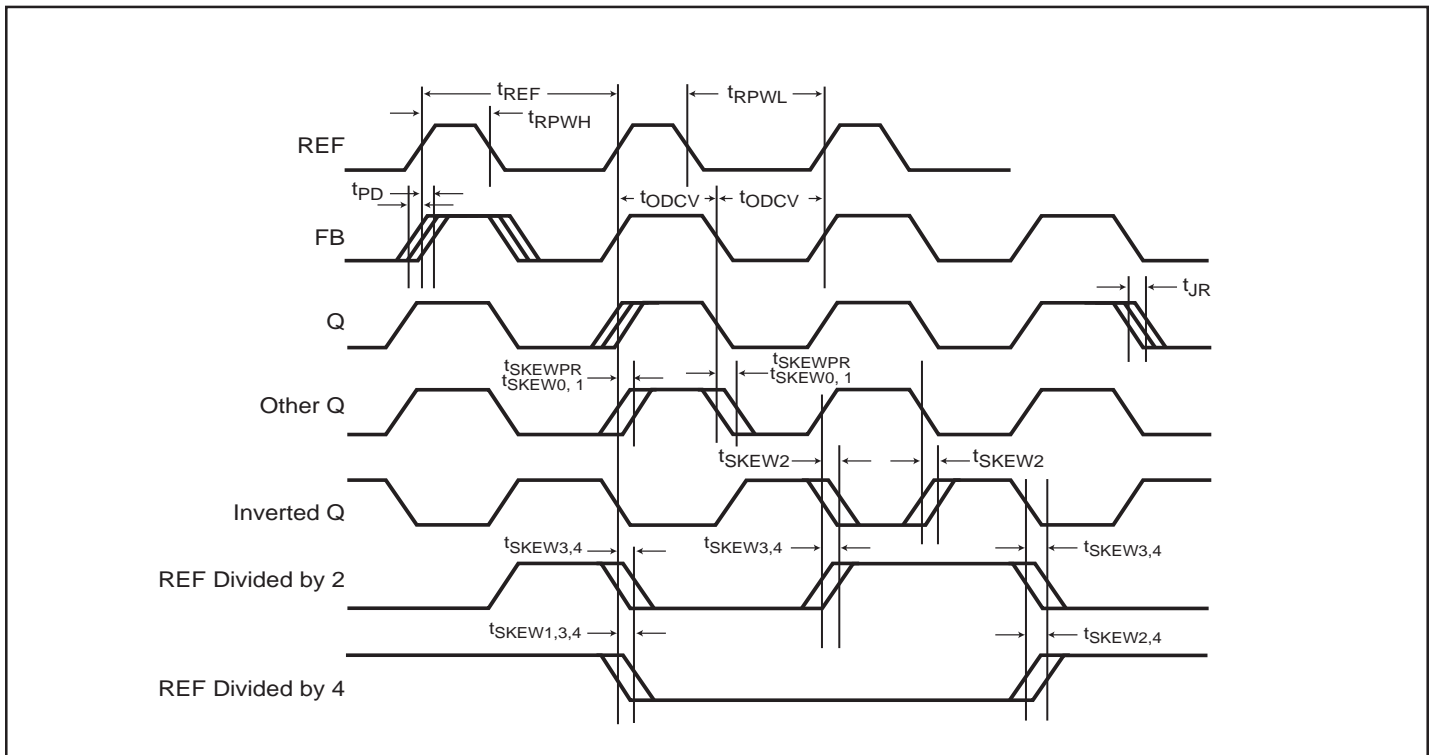 tREF
tRPWL
tRPWH
REF
tPD
tODCV
tODCV
FB
tJR
Q
tSKEWPR
tSKEW0, 1
tSKEWPR
tSKEW0, 1
Other Q
tSKEW2
tSKEW2
Inverted Q
tSKEW3,4
tSKEW3,4
tSKEW3,4
REF Divided by 2
tSKEW1,3,4
tSKEW2,4
REF Divided by 4